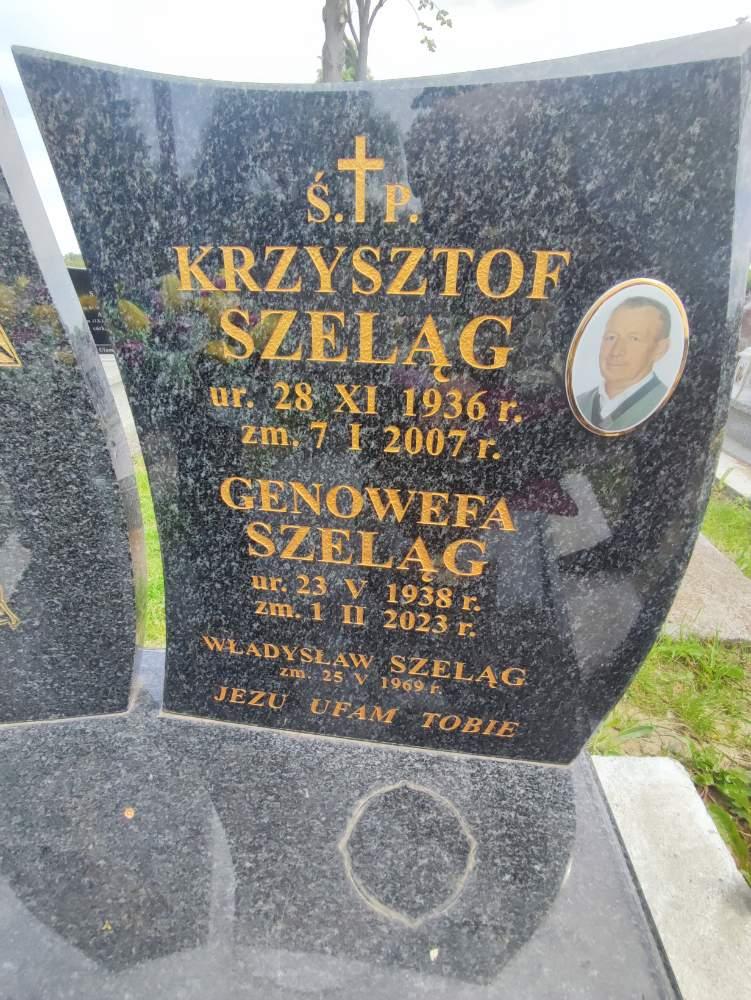 Ś. P.
KRZYSZTOF
SZELĄG
ur. 28 XI 1936 r.
zm. 7 I 2007 r.
GENOWEFA
SZELĄG
ur. 23 V 1938 r.
zm. 1 II 2023 r.
WŁADYSŁAW SZELĄG
zm. 25 V 1969 r.
JEZU UFAM TOBIE